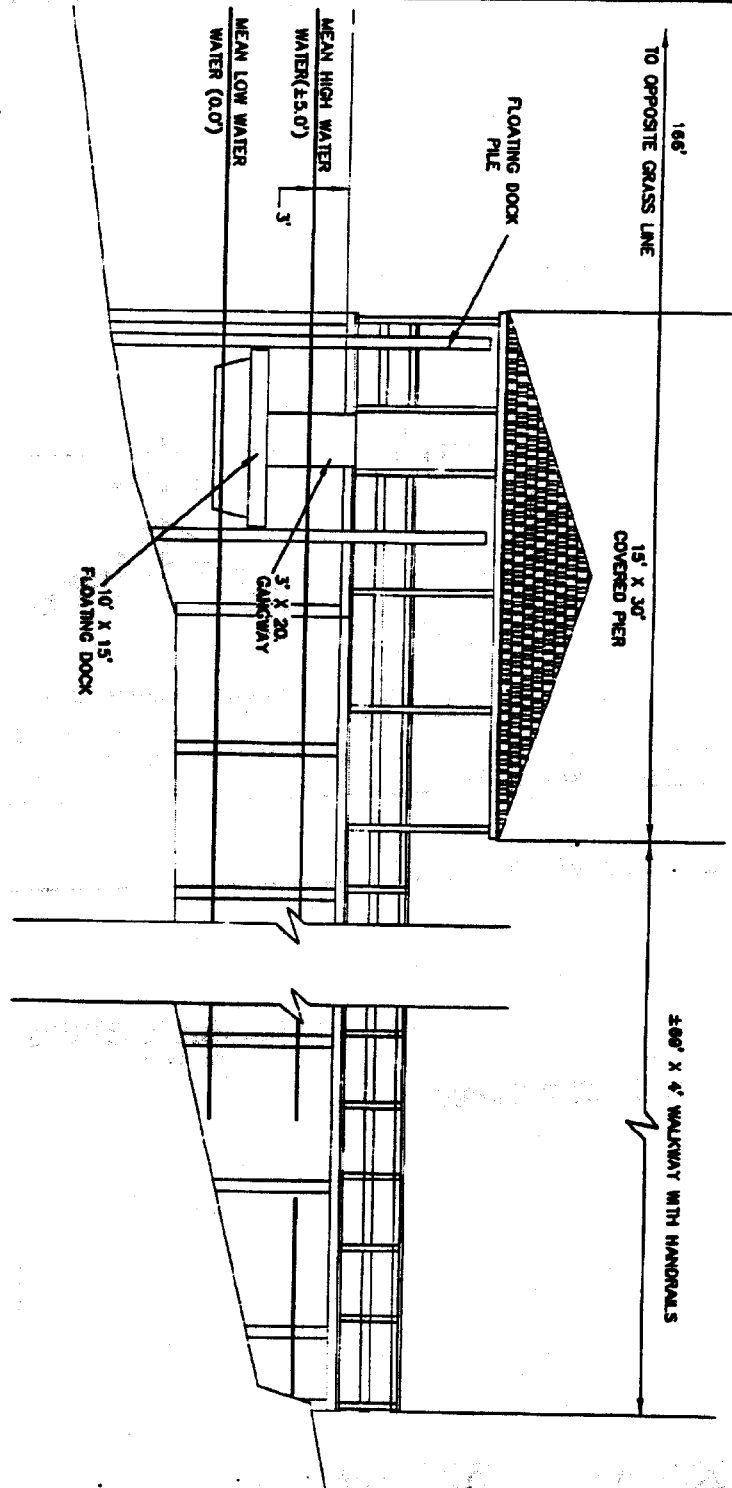 166'
TO OPPOSITE GRASS LINE
15' X 30'
COVERED PIER
4' WALKWAY WITH HANDRAILS
FLOATING DOCK
PILE
MEAN HIGH WATER
WATER(±5.0')
3'
MEAN LOW WATER
WATER (0.0')
3' X 20'
GANGWAY
10' X 15'
FLOATING DOCK